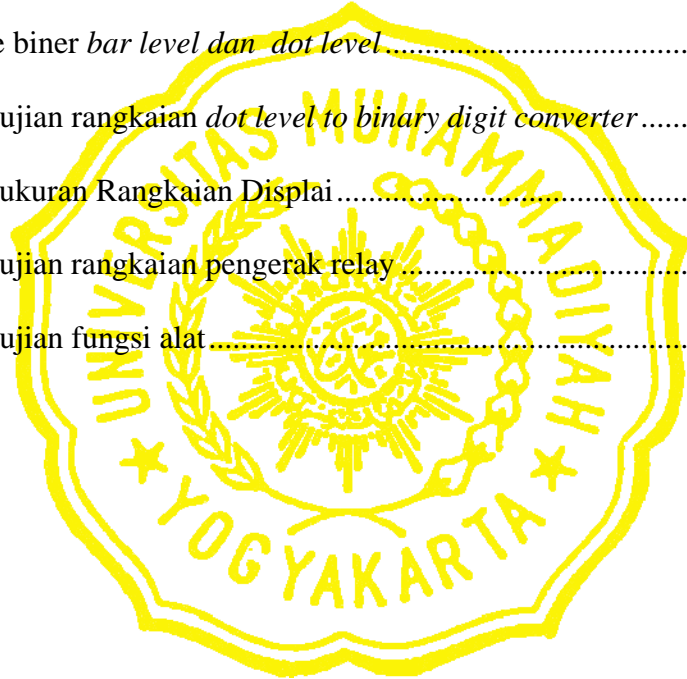 e biner bar level dan dot level....................................
ujian rangkaian dot level to binary digit converter......
ukuran Rangkaian Displai..........................................
ujian rangkaian pengerak relay..................................
ujian fungsi alat.........................................................
UNIVERSITAS MUHAMMADIYAH
YOGYAKARTA